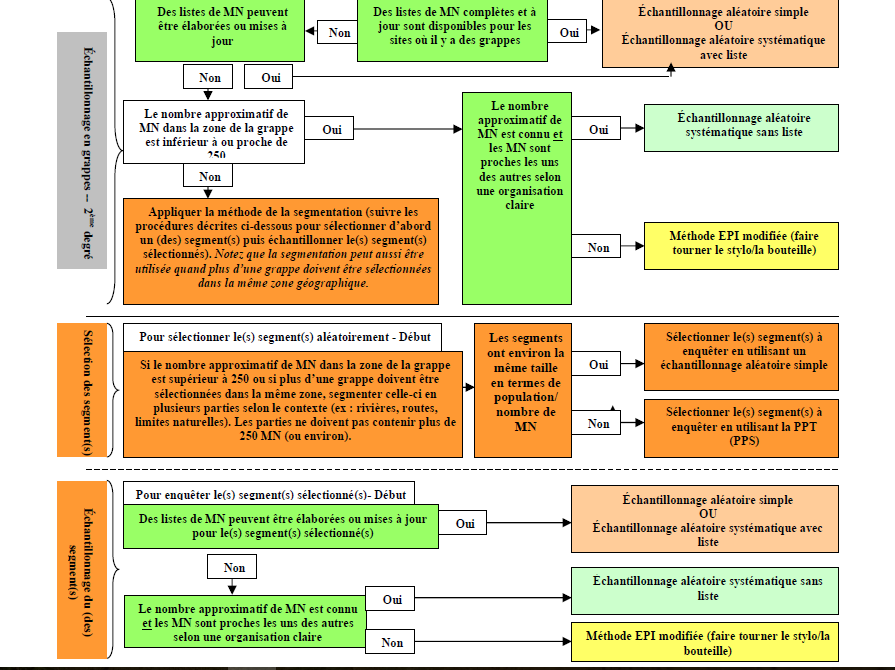 Des listes de MN peuvent
être élaborées ou mises à
jour
Non
Des listes de MN complètes et à
jour sont disponibles pour les
sites où il y a des grappes
Oui
Échantillonnage aléatoire simple
OU
Échantillonnage aléatoire systématique
avec liste
Non
Oui
Échantillonnage en grappes – 2ème degré
Le nombre approximatif de
MN dans la zone de la grappe
est inférieur à ou proche de
250
Oui
Le nombre
approximatif de
MN est connu et
les MN sont
proches les uns
des autres selon
une organisation
claire
Oui
Échantillonnage aléatoire
systématique sans liste
Non
Appliquer la méthode de la segmentation (suivre les
procédures décrites ci-dessous pour sélectionner d’abord
un (des) segment(s) puis échantillonner le(s) segment(s)
sélectionnés). Notez que la segmentation peut aussi être
utilisée quand plus d’une grappe doivent être sélectionnées
dans la même zone géographique.
Non
Méthode EPI modifiée (faire
tourner le stylo/la bouteille)
Sélection des segment(s)
Pour sélectionner le(s) segment(s) aléatoirement - Début
Si le nombre approximatif de MN dans la zone de la grappe
est supérieur à 250 ou si plus d’une grappe doivent être
sélectionnées dans la même zone, segmenter celle-ci en
plusieurs parties selon le contexte (ex : rivières, routes,
limites naturelles). Les parties ne doivent pas contenir plus de
250 MN (ou environ).
Les segments
ont environ la
même taille
en termes de
population/
nombre de
MN
Oui
Sélectionner le(s) segment(s) à
enquêter en utilisant un
échantillonnage aléatoire simple
Non
Sélectionner le(s) segment(s) à
enquêter en utilisant la PPT
(PPS)
Échantillonnage du (des)
segment(s)
Pour enquêter le(s) segment(s) sélectionné(s)- Début
Des listes de MN peuvent être élaborées ou mises à jour
pour le(s) segment(s) sélectionné(s)
Oui
Échantillonnage aléatoire simple
OU
Échantillonnage aléatoire systématique avec
liste
Non
Le nombre approximatif de MN est connu
et les MN sont proches les uns des autres
selon une organisation claire
Oui
Échantillonnage aléatoire systématique sans
liste
Non
Méthode EPI modifiée (faire tourner le stylo/la
bouteille)